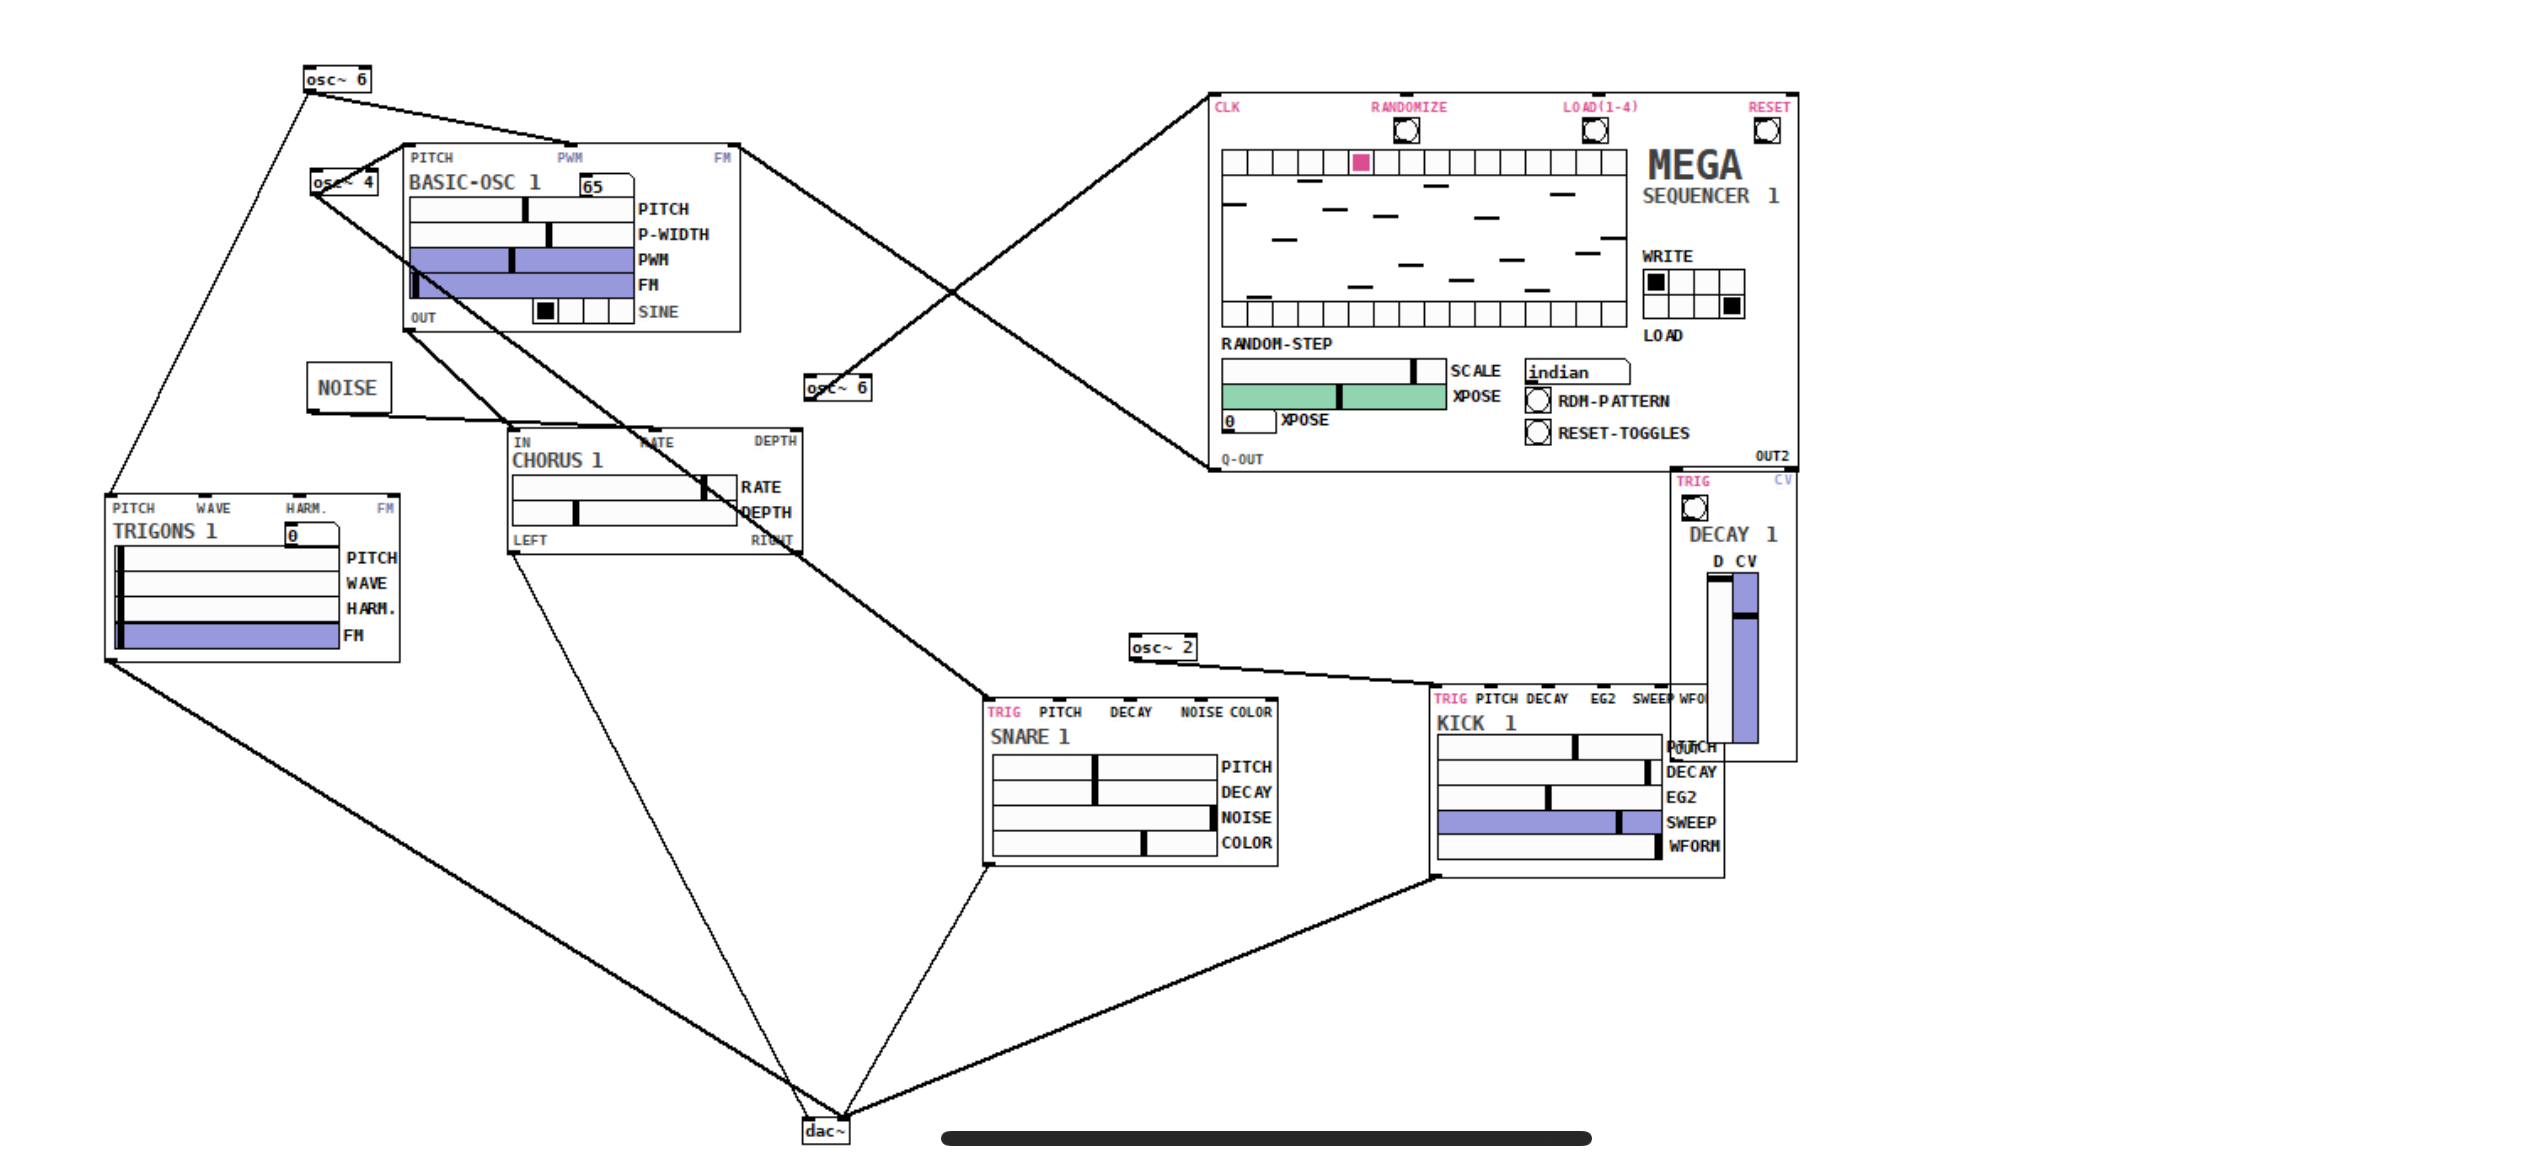 osc~ 6
osc~ 4
PITCH PWM FM
BASIC-OSC 1 65
PITCH
P-WIDTH
PWM
FM
SINE
OUT
NOISE
osc~ 6
CLK RANDOMIZE LOAD(1-4) RESET
MEGA
SEQUENCER 1
WRITE
LOAD
RANDOM-STEP
SCALE indian
XPOSE RDM-PATTERN
0 XPOSE
RESET-TOGGLES
Q-OUT OUT2
IN RATE DEPTH
CHORUS 1
RATE
DEPTH
LEFT RIGHT
PITCH WAVE HARM. FM
TRIGONS 1 0
PITCH
WAVE
HARM.
FM
TRIG CV
DECAY 1
D CV
OUT
osc~ 2
TRIG PITCH DECAY NOISE COLOR
SNARE 1
PITCH
DECAY
NOISE
COLOR
TRIG PITCH DECAY EG2 SWEEP
KICK 1
PITCH
DECAY
EG2
SWEEP
WFORM
dac~